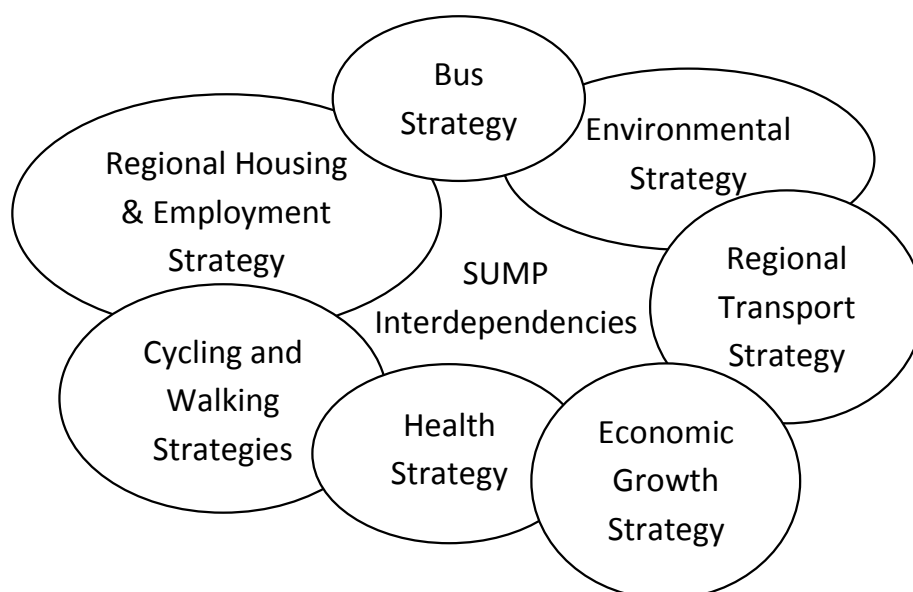 Bus
Strategy
Environmental
Strategy
Regional Housing
& Employment
Strategy
SUMP
Interdependencies
Regional
Transport
Strategy
Cycling and
Walking
Strategies
Health
Strategy
Economic
Growth
Strategy